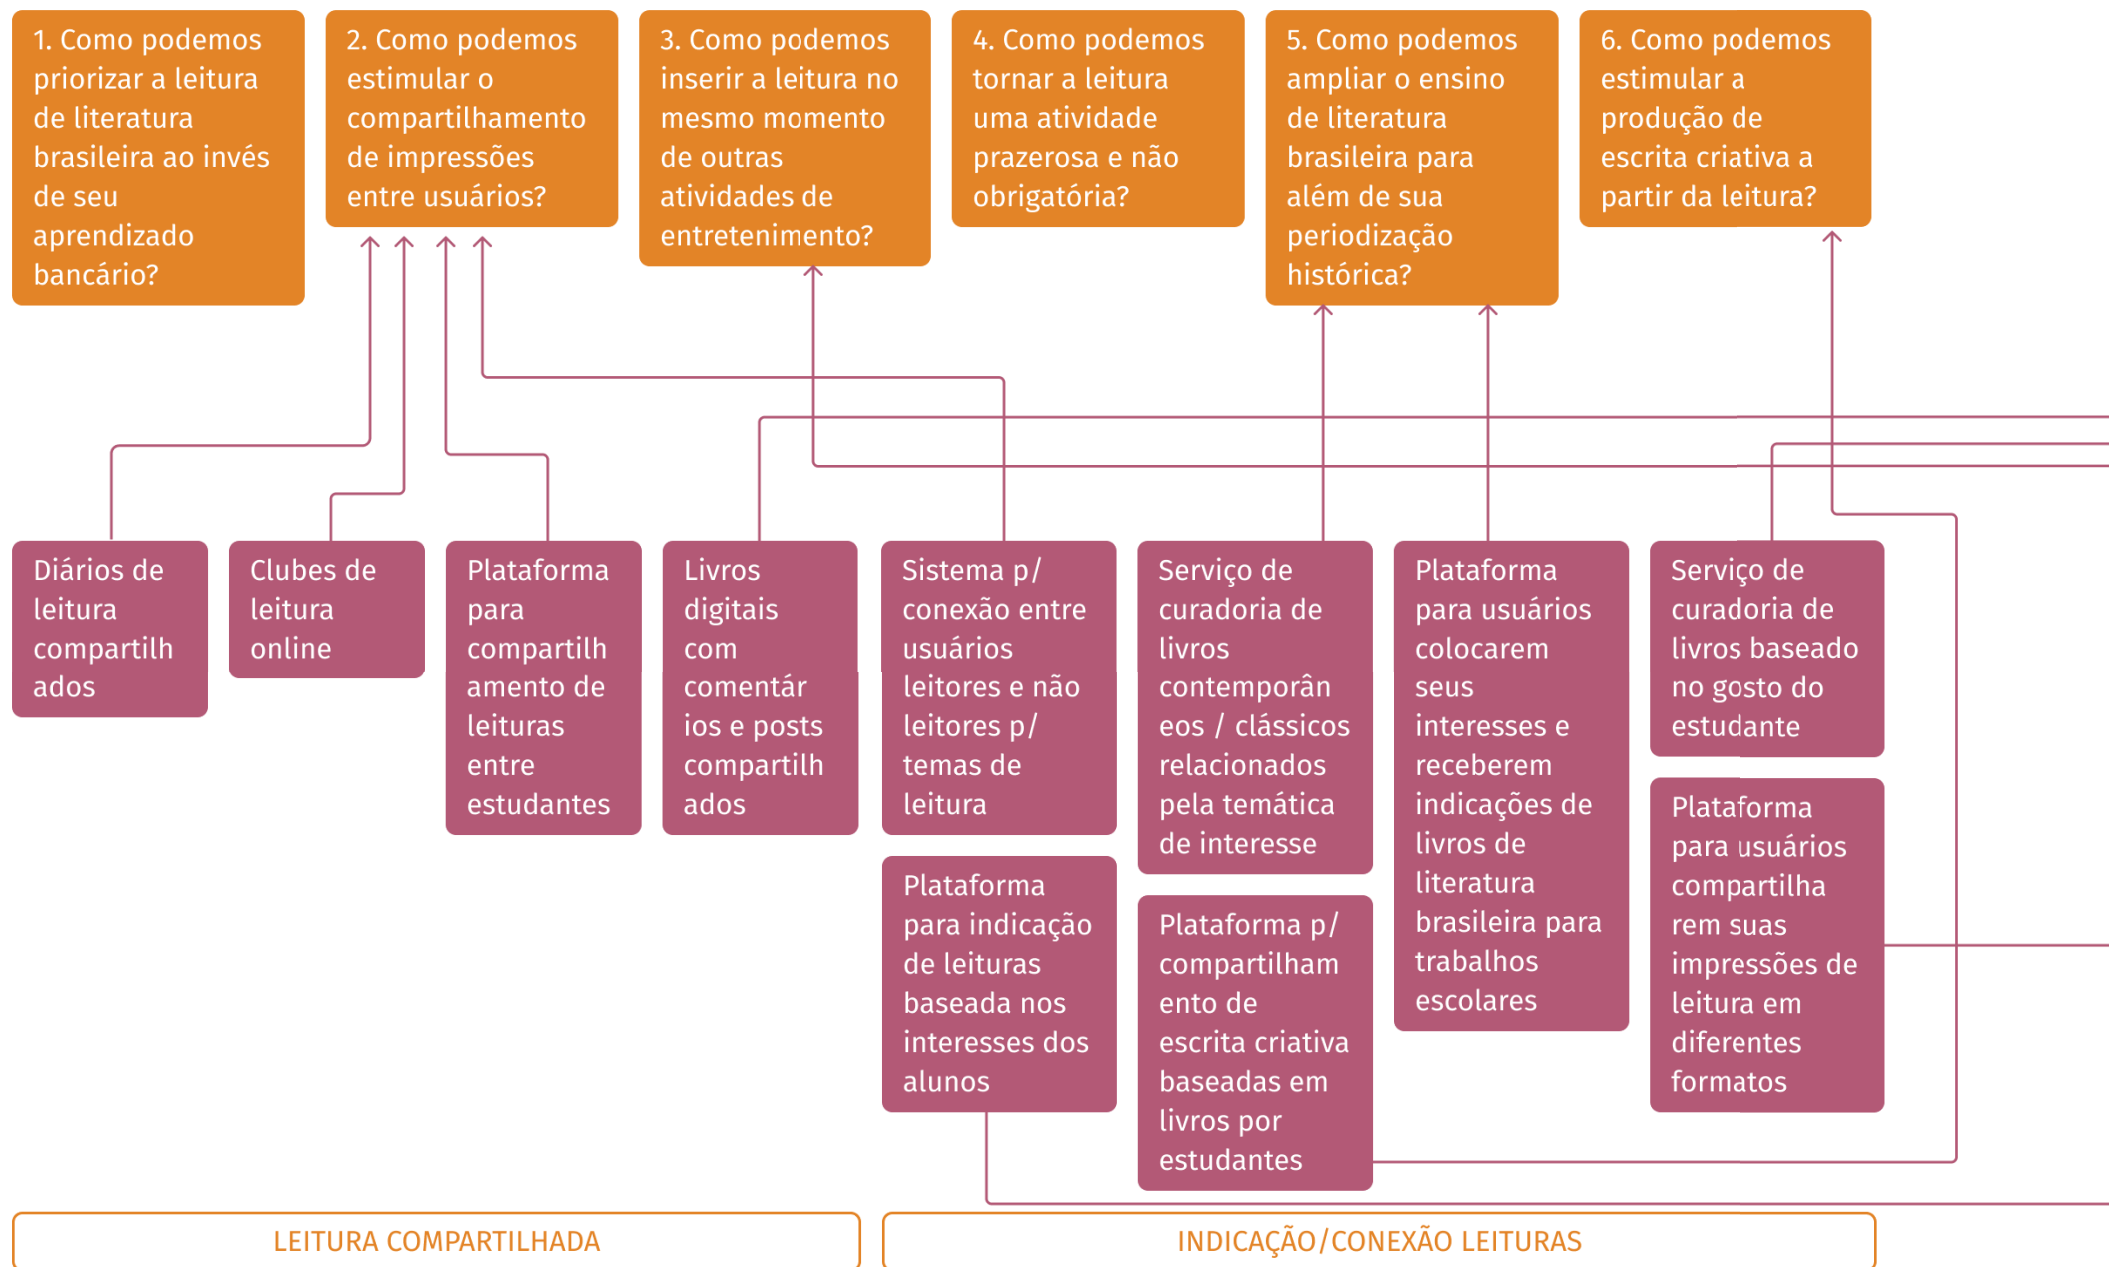 1. Como podemos
priorizar a leitura
de literatura
brasileira ao invés
de seu
aprendizado
bancário?
2. Como podemos
estimular o
compartilhamento
de impressões
entre usuários?
3. Como podemos
inserir a leitura no
mesmo momento
de outras
atividades de
entretenimento?
4. Como podemos
tornar a leitura
uma atividade
prazerosa e não
obrigatória?
5. Como podemos
ampliar o ensino
de literatura
brasileira para
além de sua
periodização
histórica?
6. Como podemos
estimular a
produção de
escrita criativa a
partir da leitura?
Diários de
leitura
compartilh
ados
Clubes de
leitura
online
Plataforma
para
compartilh
amento de
leituras
entre
estudantes
Livros
digitais
com
comentár
ios e posts
compartilh
ados
Sistema p/
conexão entre
usuários
leitores e não
leitores p/
temas de
leitura
Serviço de
curadoria de
livros
contemporân
eos / clássicos
relacionados
pela temática
de interesse
Plataforma
para usuários
colocarem
seus
interesses e
receberem
indicações de
livros de
literatura
brasileira para
trabalhos
escolares
Serviço de
curadoria de
livros baseado
no gosto do
estudante
Plataforma
para indicação
de leituras
baseada nos
interesses dos
alunos
Plataforma p/
compartilham
ento de
escrita criativa
baseadas em
livros por
estudantes
Plataforma
para usuários
compartilha
rem suas
impressões de
leitura em
diferentes
formatos
LEITURA COMPARTILHADA
INDICAÇÃO/CONEXÃO LEITURAS